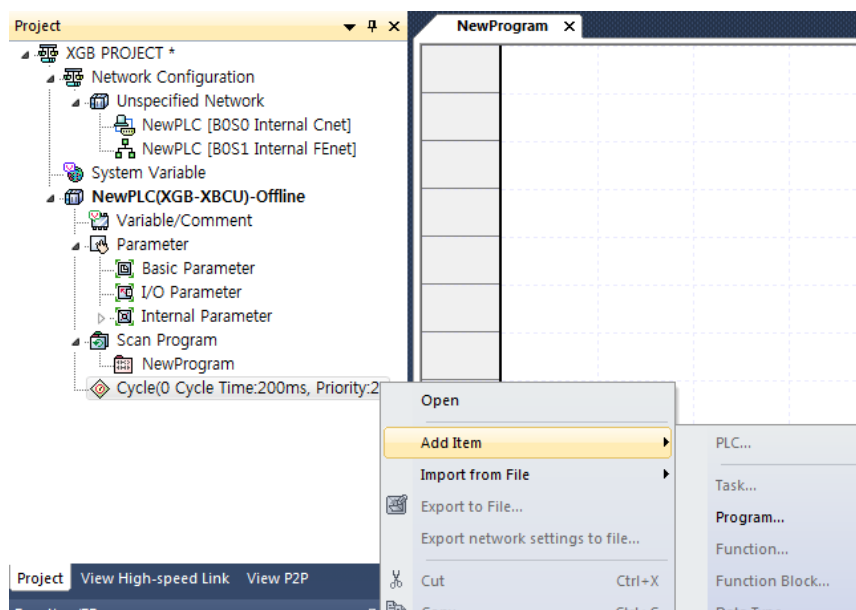 Project
XGB PROJECT *
Network Configuration
Unspecified Network
NewPLC [B0S0 Internal Cnet]
NewPLC [B0S1 Internal FEnet]
System Variable
NewPLC(XGB-XBCU)-Offline
Variable/Comment
Parameter
Basic Parameter
I/O Parameter
Internal Parameter
Scan Program
NewProgram
Cycle(0 Cycle Time:200ms, Priority:2
Project View High-speed Link View P2P
NewProgram
Open
Add Item
Import from File
Export to File...
Export network settings to file...
Cut Ctrl+X
PLC...
Task...
Program...
Function...
Function Block...